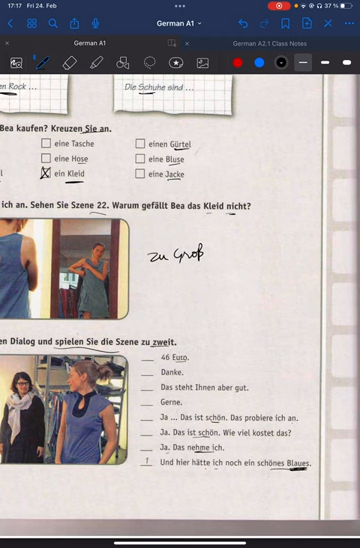 17:17 Fri 24. Feb
37 %
German A1
German A1
German A2.1 Class Notes
en Rock ...
Die Schuhe sind ...
Bea kaufen? Kreuzen Sie an.
eine Tasche
einen Gürtel
eine Hose
eine Bluse
l
X ein Kleid
eine Jacke
ich an. Sehen Sie Szene 22. Warum gefällt Bea das Kleid nicht?
zu Groß
en Dialog und spielen Sie die Szene zu zweit.
46 Euro.
Danke.
Das steht Ihnen aber gut.
Gerne.
Ja ... Das ist schön. Das probiere ich an.
Ja. Das ist schön. Wie viel kostet das?
Ja. Das nehme ich.
1 Und hier hätte ich noch ein schönes Blaues.